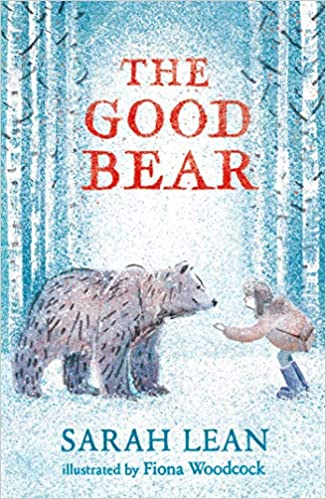 THE
GOOD
BEAR
SARAH LEAN
illustrated by Fiona Woodcock